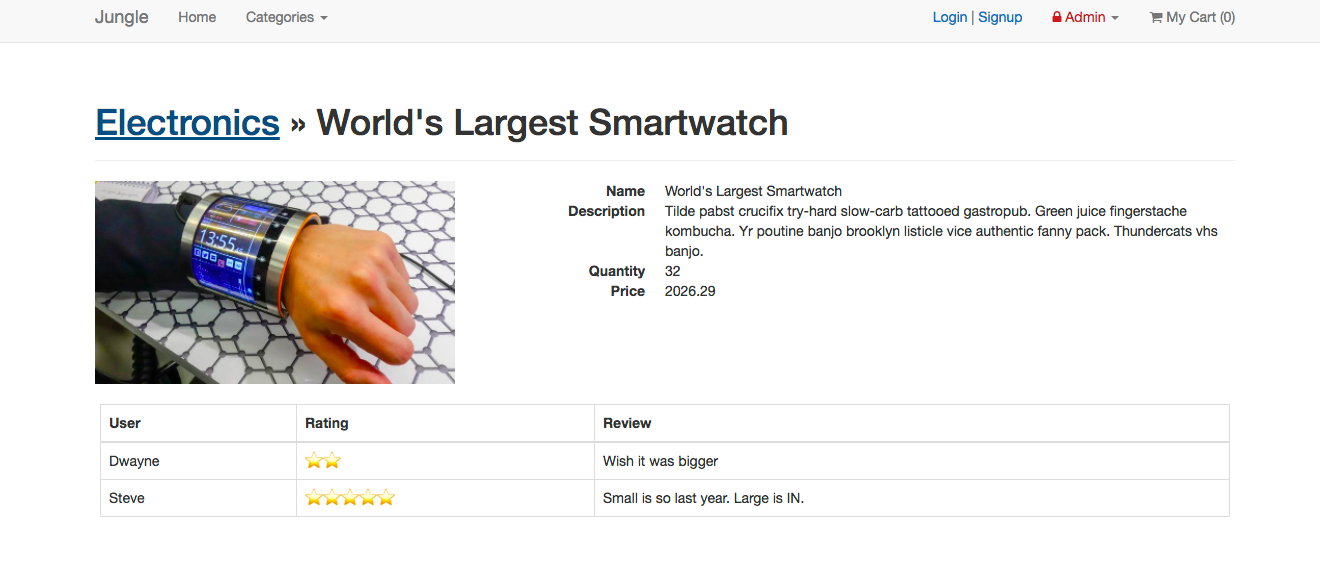 Jungle Home Categories Login | Signup Admin My Cart (0)
Electronics » World's Largest Smartwatch
13:55
Name World's Largest Smartwatch
Description Tilde pabst crucifix try-hard slow-carb tattooed gastropub. Green juice fingerstache
kombucha. Yr poutine banjo brooklyn listicle vice authentic fanny pack. Thundercats vhs
banjo.
Quantity 32
Price 2026.29
User Rating Review
Dwayne Wish it was bigger
Steve Small is so last year. Large is IN.